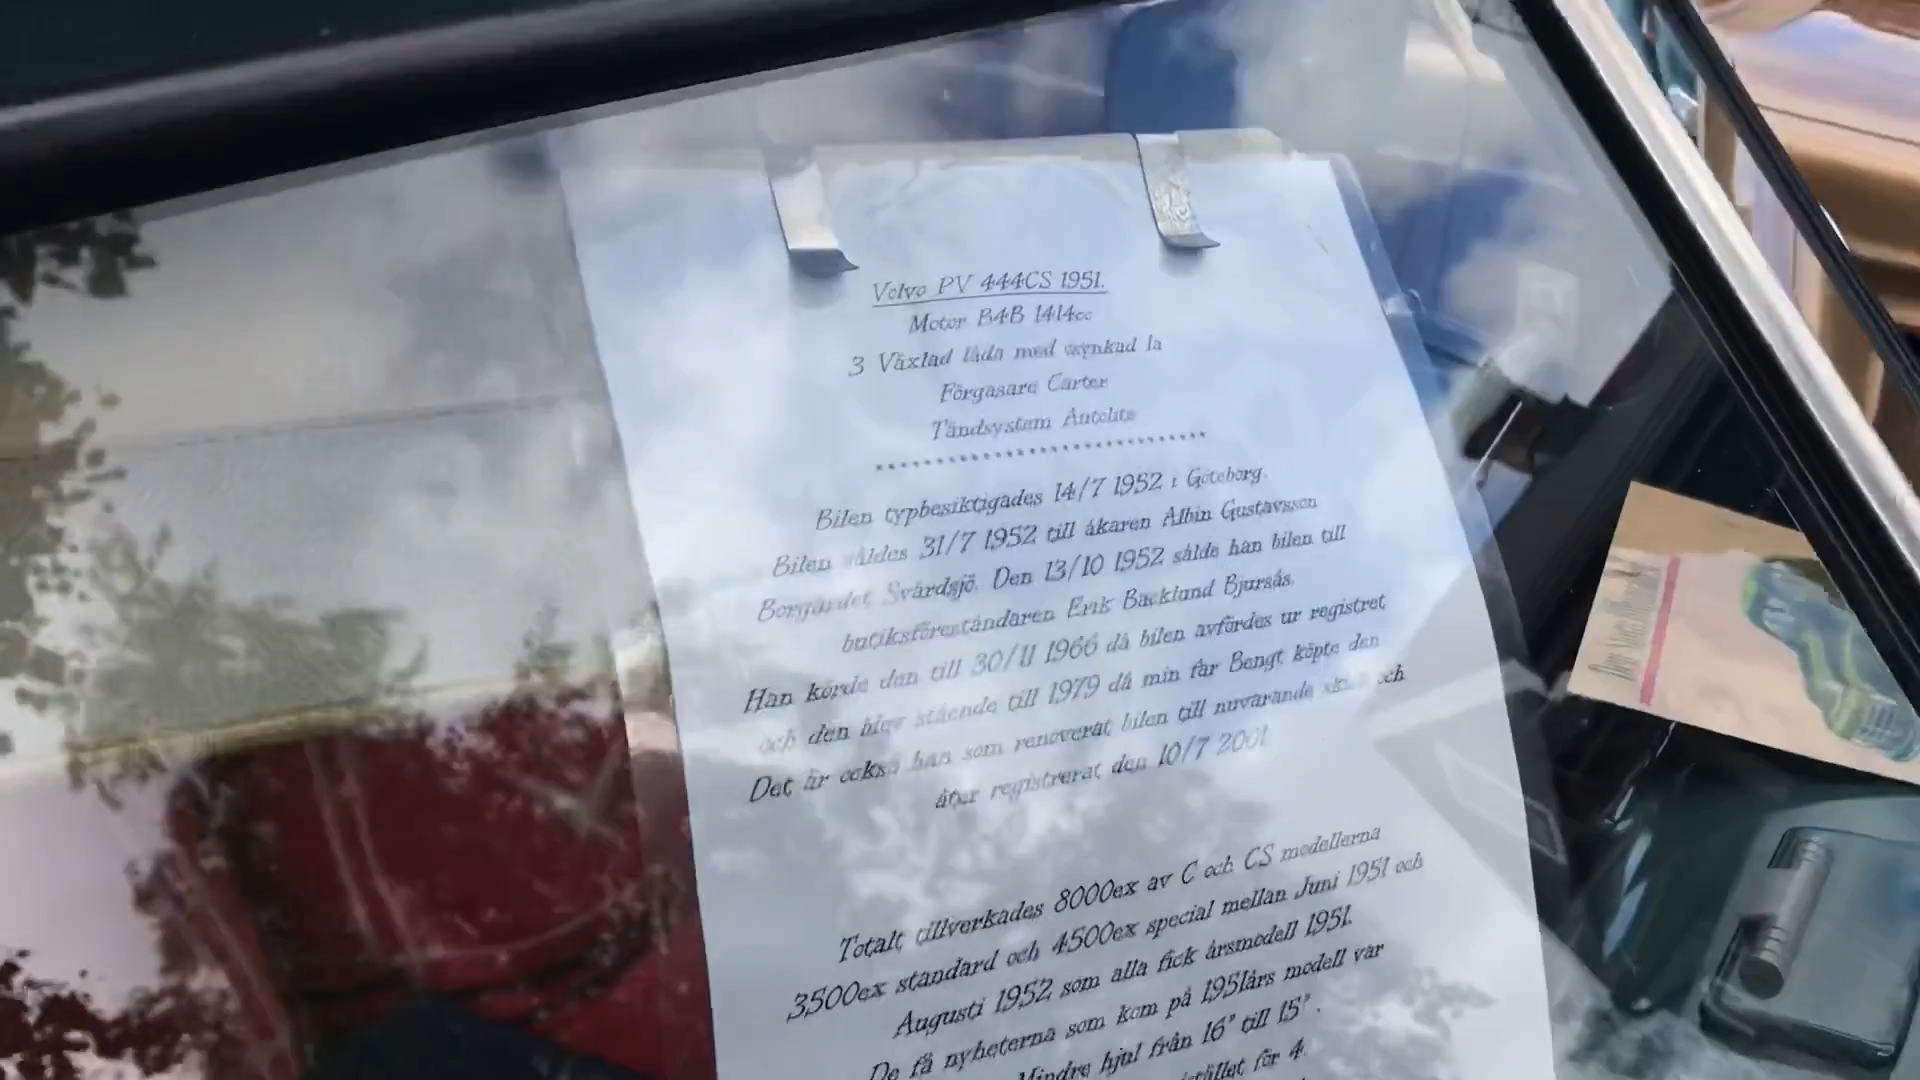 Volvo PV 444CS 1951.
Motor B4B 1414cc
3 Växlad låda med synkad 1a
Förgasare Carter
Tändsystem Autolite
Bilen typbesiktigades 14/7 1952 i Göteborg.
Bilen såldes 31/7 1952 till åkaren Albin Gustavsson
Borgärdet Svärdsjö. Den 13/10 1952 sålde han bilen till
butiksföreståndaren Erik Backlund Bjursås.
Han körde den till 30/11 1966 då bilen avfördes ur registret
och den blev stående till 1979 då min far Bengt köpte den
Det är också han som renoverat bilen till nuvarande skick och
åter registrerat den 10/7 2001
Totalt tillverkades 8000ex av C och CS modellerna
3500ex standard och 4500ex special mellan Juni 1951 och
Augusti 1952 som alla fick årsmodell 1951.
De få nyheterna som kom på 1951års modell var
Mindre hjul från 16" till 15".
istället för 4.